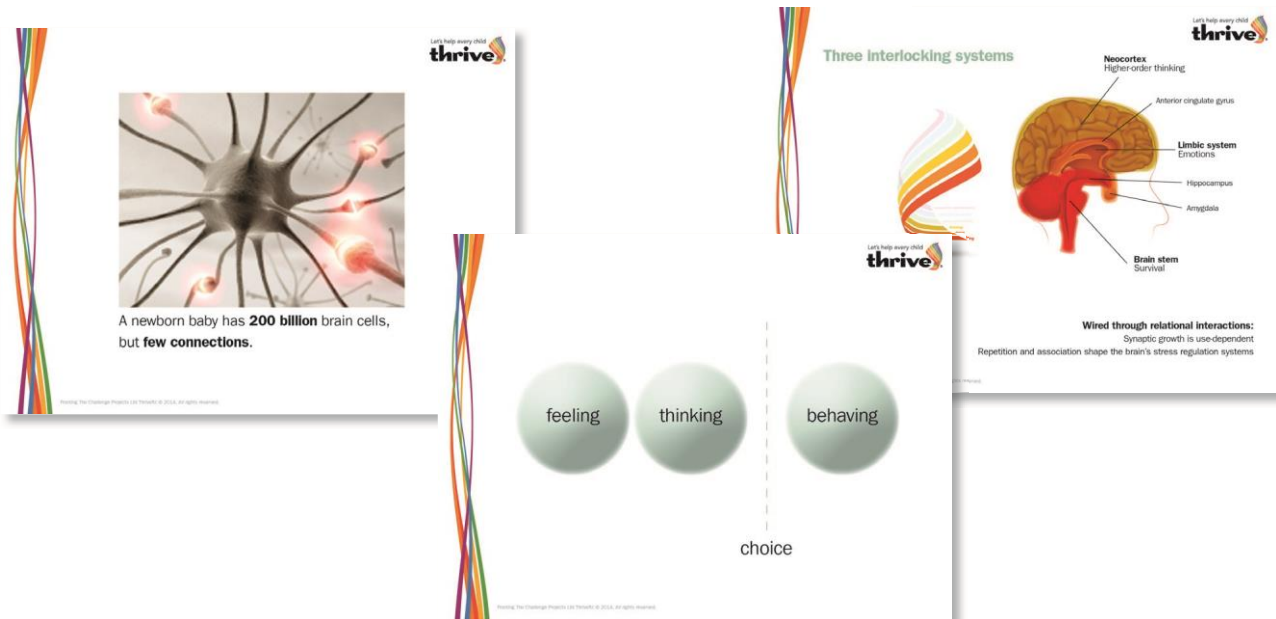 Let's help every child
thrive
A newborn baby has 200 billion brain cells,
but few connections.
Let's help every child
thrive
Three interlocking systems
Neocortex
Higher-order thinking
Anterior cingulate gyrus
Limbic system
Emotions
Hippocampus
Amygdala
Brain stem
Survival
Wired through relational interactions:
Synaptic growth is use-dependent
Repetition and association shape the brain's stress regulation systems
Let's help every child
thrive
feeling
thinking
behaving
choice